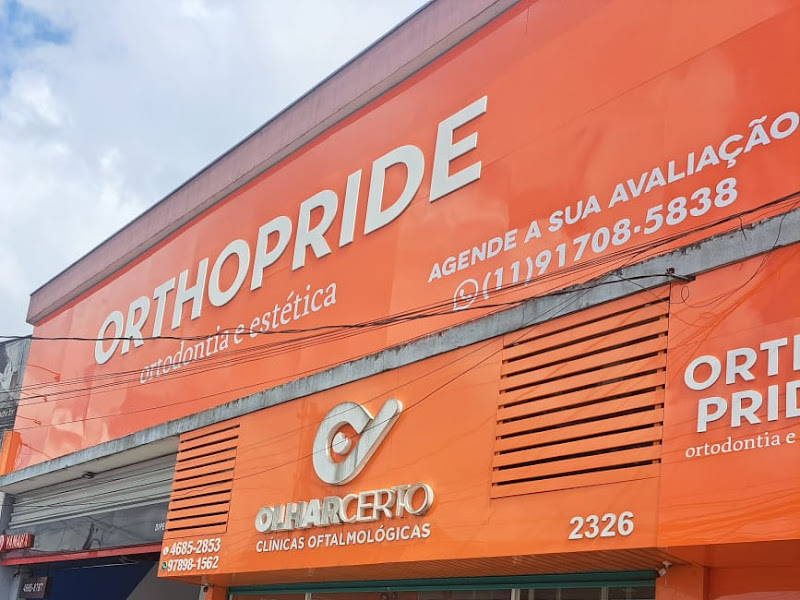 ORTHOPRIDE
ortodontia e estética
AGENDE A SUA AVALIAÇÃO
(11)91708-5838
ORT
PRID
ortodontia e
OLHARCERTO
CLÍNICAS OFTALMOLÓGICAS
2326
4685-2853
97898-1562
YAMAHA